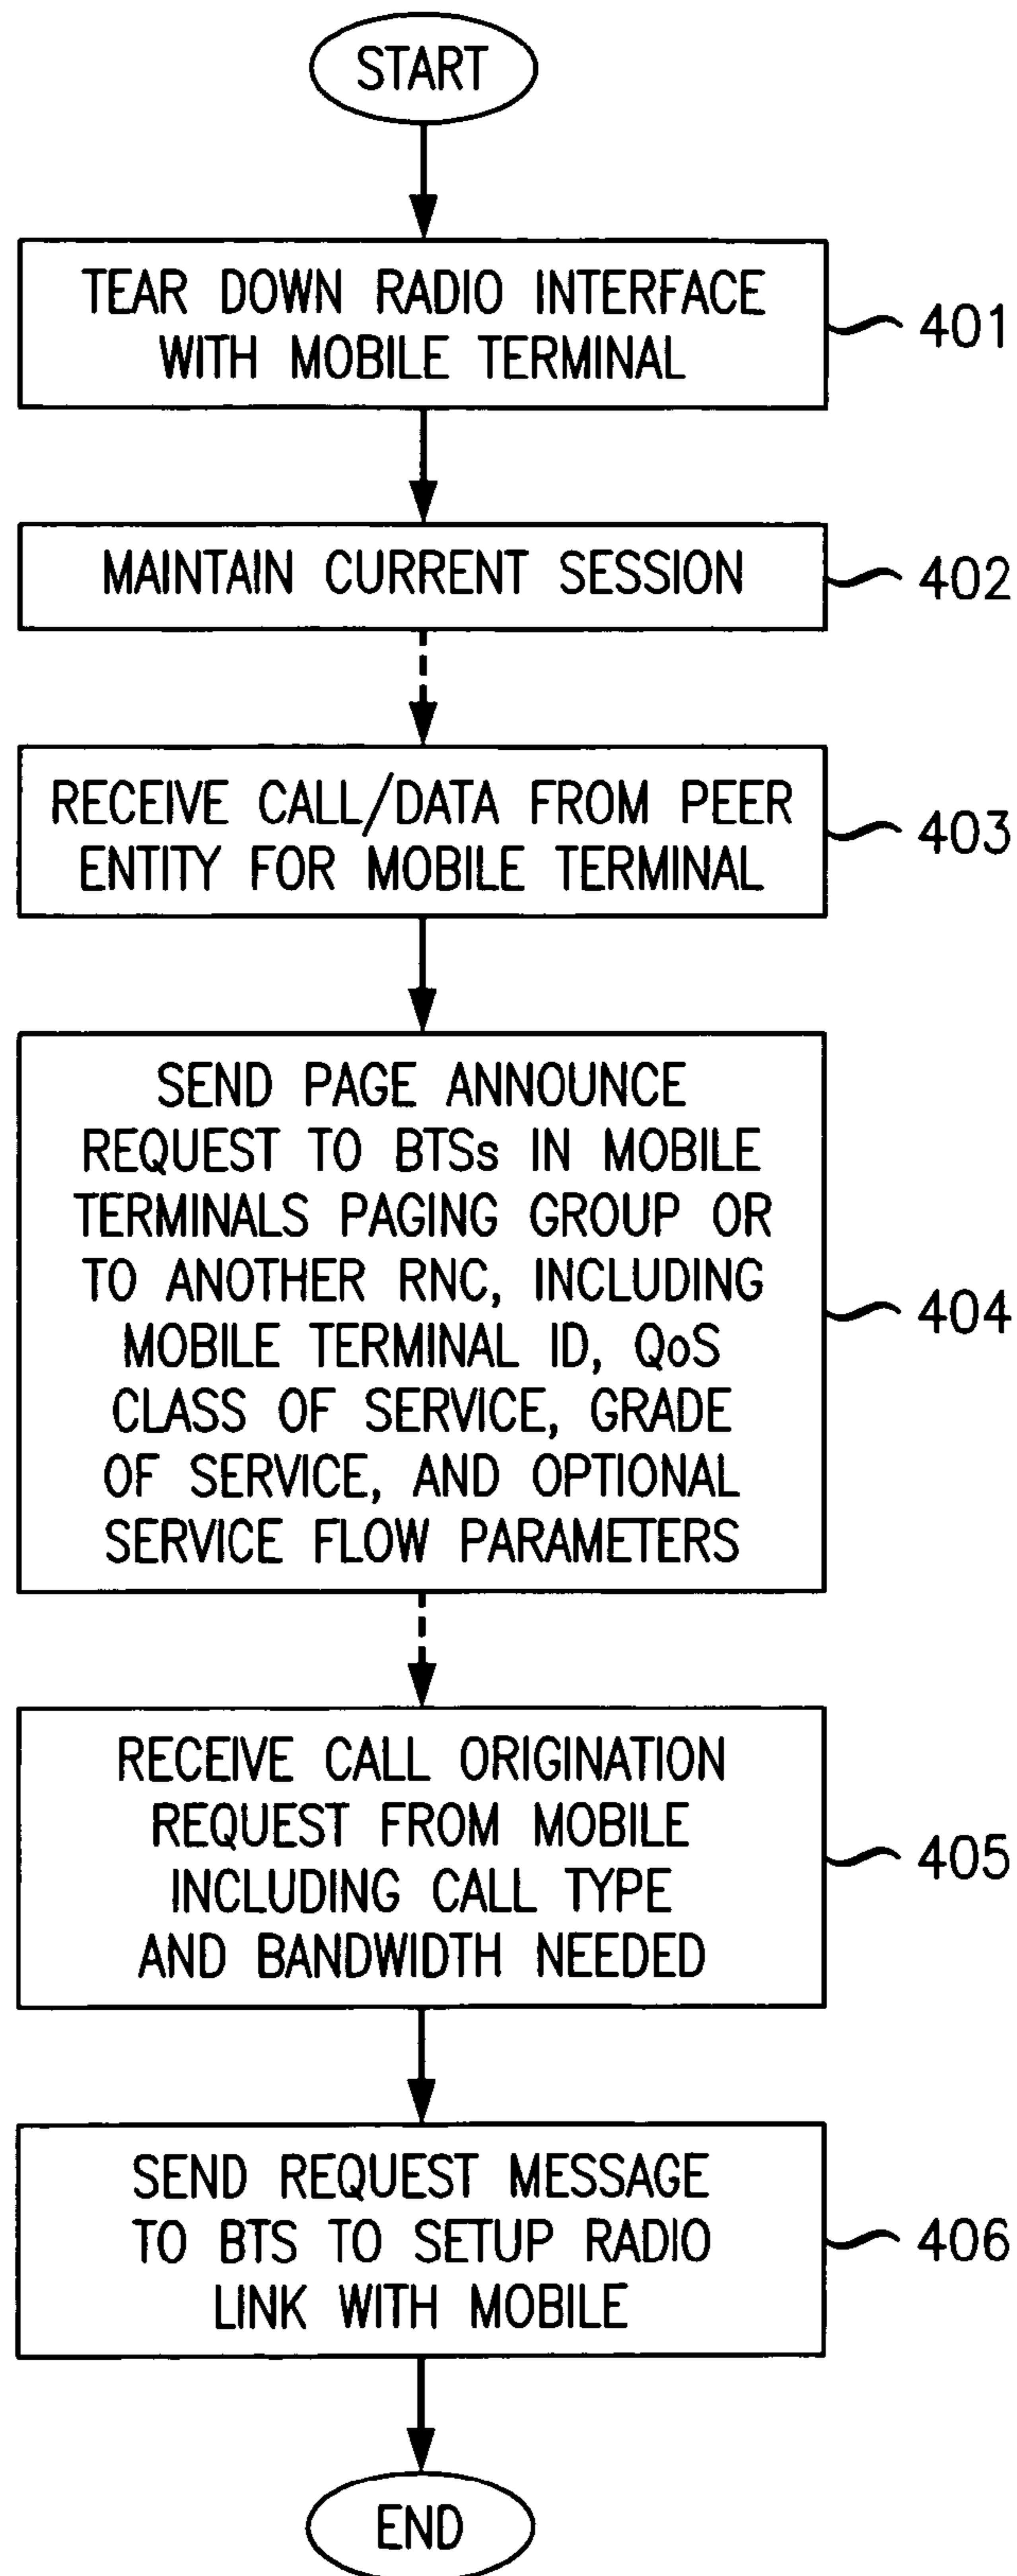 START
TEAR DOWN RADIO INTERFACE
WITH MOBILE TERMINAL
401
MAINTAIN CURRENT SESSION
402
RECEIVE CALL/DATA FROM PEER
ENTITY FOR MOBILE TERMINAL
403
SEND PAGE ANNOUNCE
REQUEST TO BTSs IN MOBILE
TERMINALS PAGING GROUP OR
TO ANOTHER RNC, INCLUDING
MOBILE TERMINAL ID, QoS
CLASS OF SERVICE, GRADE
OF SERVICE, AND OPTIONAL
SERVICE FLOW PARAMETERS
404
RECEIVE CALL ORIGINATION
REQUEST FROM MOBILE
INCLUDING CALL TYPE
AND BANDWIDTH NEEDED
405
SEND REQUEST MESSAGE
TO BTS TO SETUP RADIO
LINK WITH MOBILE
406
END